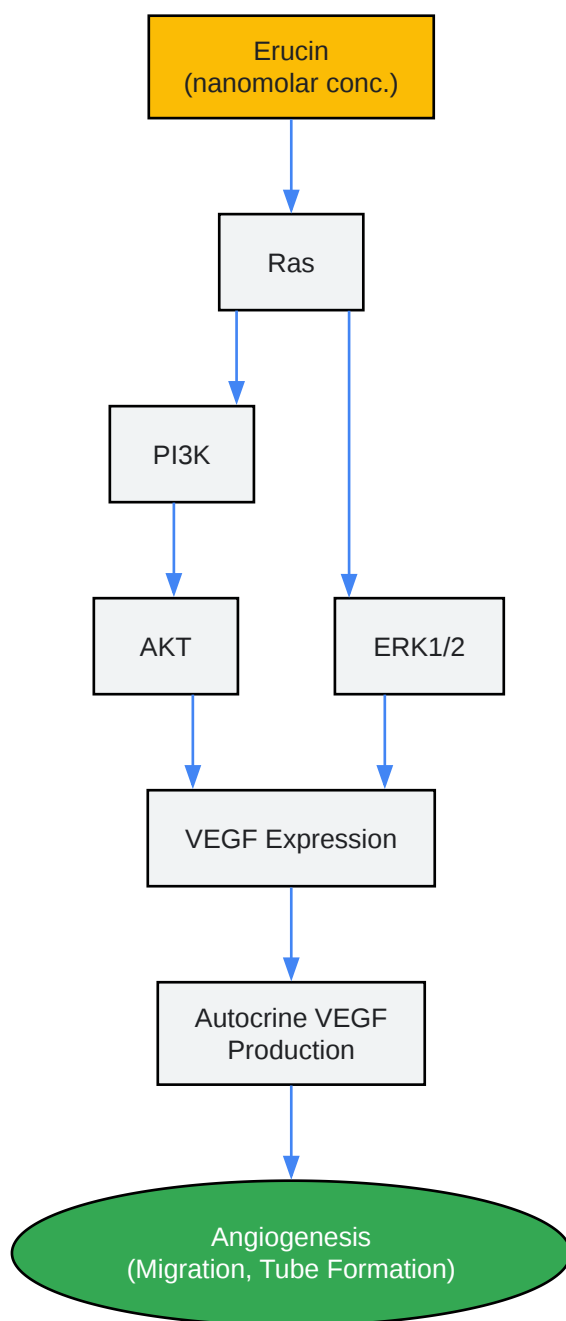 Erucin
(nanomolar conc.)
Ras
PI3K
AKT
ERK1/2
VEGF Expression
Autocrine VEGF
Production
Angiogenesis
(Migration, Tube Formation)